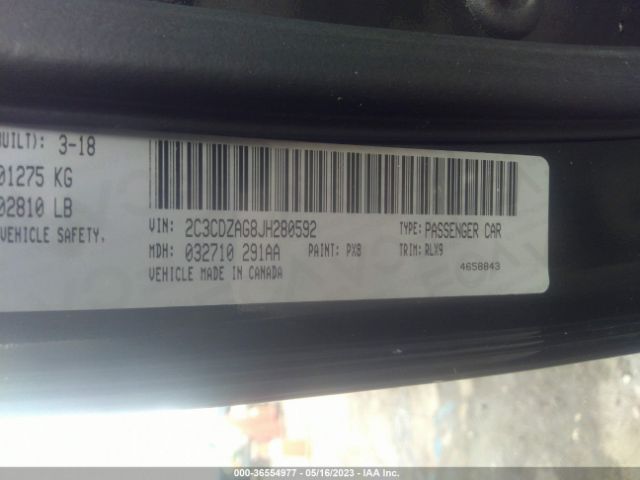 BUILT): 3-18
01275 KG
02810 LB
VEHICLE SAFETY,
VIN: 2C3CDZAG8JH280592 TYPE: PASSENGER CAR
MDH: 032710 291AA PAINT: PX8 TRIM: RLX9
VEHICLE MADE IN CANADA 4658843
000-36554977 - 05/16/2023 - IAA Inc.